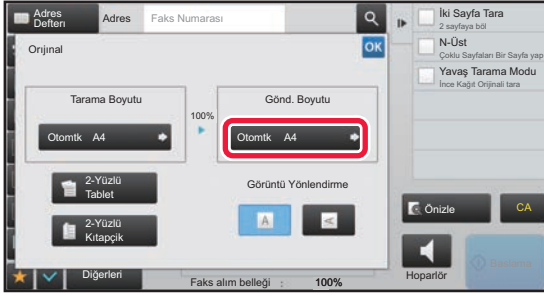 Adres
Defteri
Adres
Faks Numarası
Orijinal
OK
Tarama Boyutu
Otomtk A4
100%
Gönd. Boyutu
Otomtk A4
2-Yüzlü
Tablet
2-Yüzlü
Kıtapçik
Görüntü Yönlendirme
A
A
Diğerleri
Faks alım belleği : 100%
İki Sayfa Tara
2 sayfaya böl
N-Üst
Çoklu Sayfaları Bir Sayfa yap
Yavaş Tarama Modu
İnce Kağıt Orijinali tara
Önizle
CA
Hoparlör